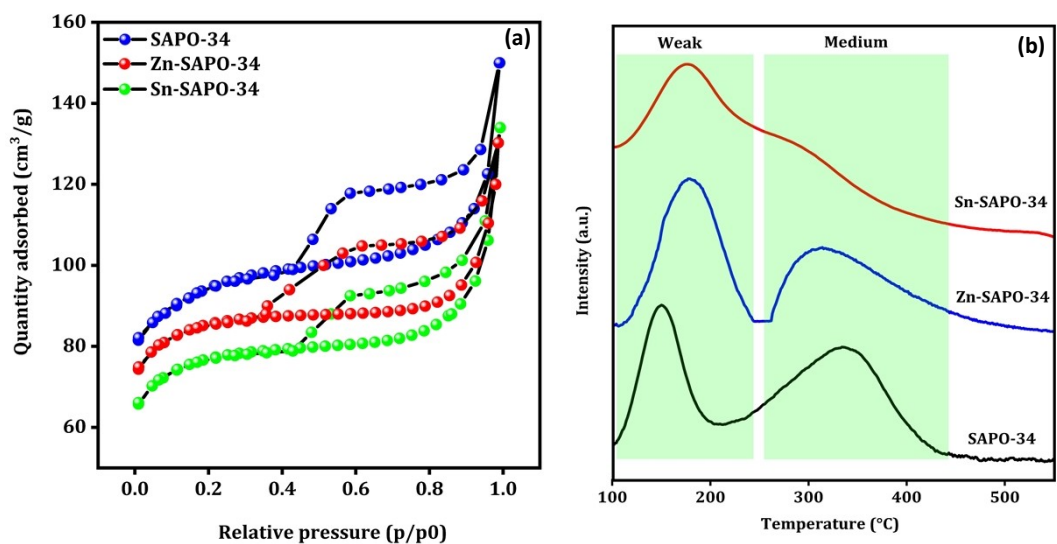 (a)
SAPO-34
Zn-SAPO-34
Sn-SAPO-34
Quantity adsorbed (cm³/g)
160
140
120
100
80
60
0.0 0.2 0.4 0.6 0.8 1.0
Relative pressure (p/p0)
(b)
Weak Medium
Sn-SAPO-34
Zn-SAPO-34
SAPO-34
Intensity (a.u.)
100 200 300 400 500
Temperature (°C)